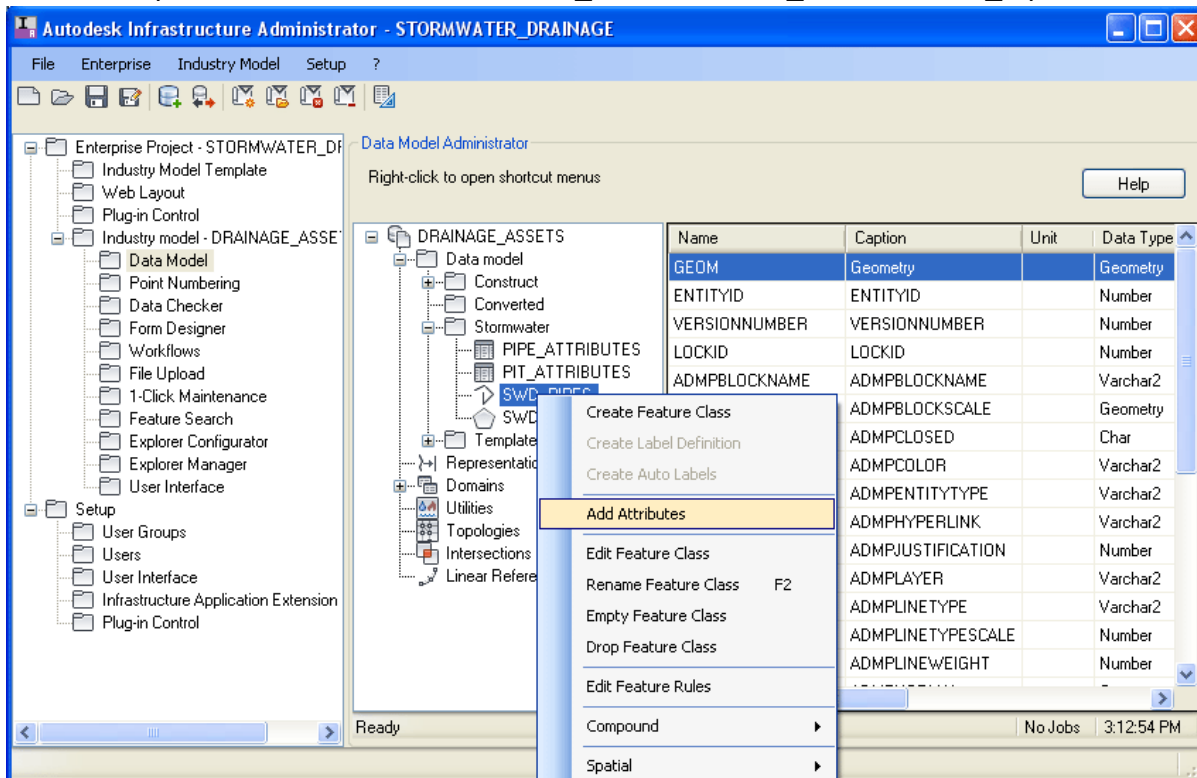 Autodesk Infrastructure Administrator - STORMWATER_DRAINAGE
File Enterprise Industry Model Setup ?
Enterprise Project - STORMWATER_DR
Industry Model Template
Web Layout
Plug-in Control
Industry model - DRAINAGE_ASSE
Data Model
Point Numbering
Data Checker
Form Designer
Workflows
File Upload
1-Click Maintenance
Feature Search
Explorer Configurator
Explorer Manager
User Interface
Setup
User Groups
Users
User Interface
Infrastructure Application Extension
Plug-in Control
Data Model Administrator
Right-click to open shortcut menus
Help
DRAINAGE_ASSETS
Data model
Construct
Converted
Stormwater
PIPE_ATTRIBUTES
PIT_ATTRIBUTES
SWD_PIPES
SWD
Template
Representatio
Domains
Utilities
Topologies
Intersections
Linear Refere
Name Caption Unit Data Type
GEOM Geometry Geometry
ENTITYID ENTITYID Number
VERSIONNUMBER VERSIONNUMBER Number
LOCKID LOCKID Number
ADMPBLOCKNAME ADMPBLOCKNAME Varchar2
ADMPBLOCKSCALE Geometry
ADMPCLOSED Char
ADMPCOLOR Varchar2
ADMPENTITYTYPE Varchar2
ADMPHYPERLINK Varchar2
ADMPJUSTIFICATION Number
ADMPLAYER Varchar2
ADMPLINETYPE Varchar2
ADMPLINETYPESCALE Number
ADMPLINEWEIGHT Number
Create Feature Class
Create Label Definition
Create Auto Labels
Add Attributes
Edit Feature Class
Rename Feature Class F2
Empty Feature Class
Drop Feature Class
Edit Feature Rules
Compound
Spatial
Ready No Jobs 3:12:54 PM